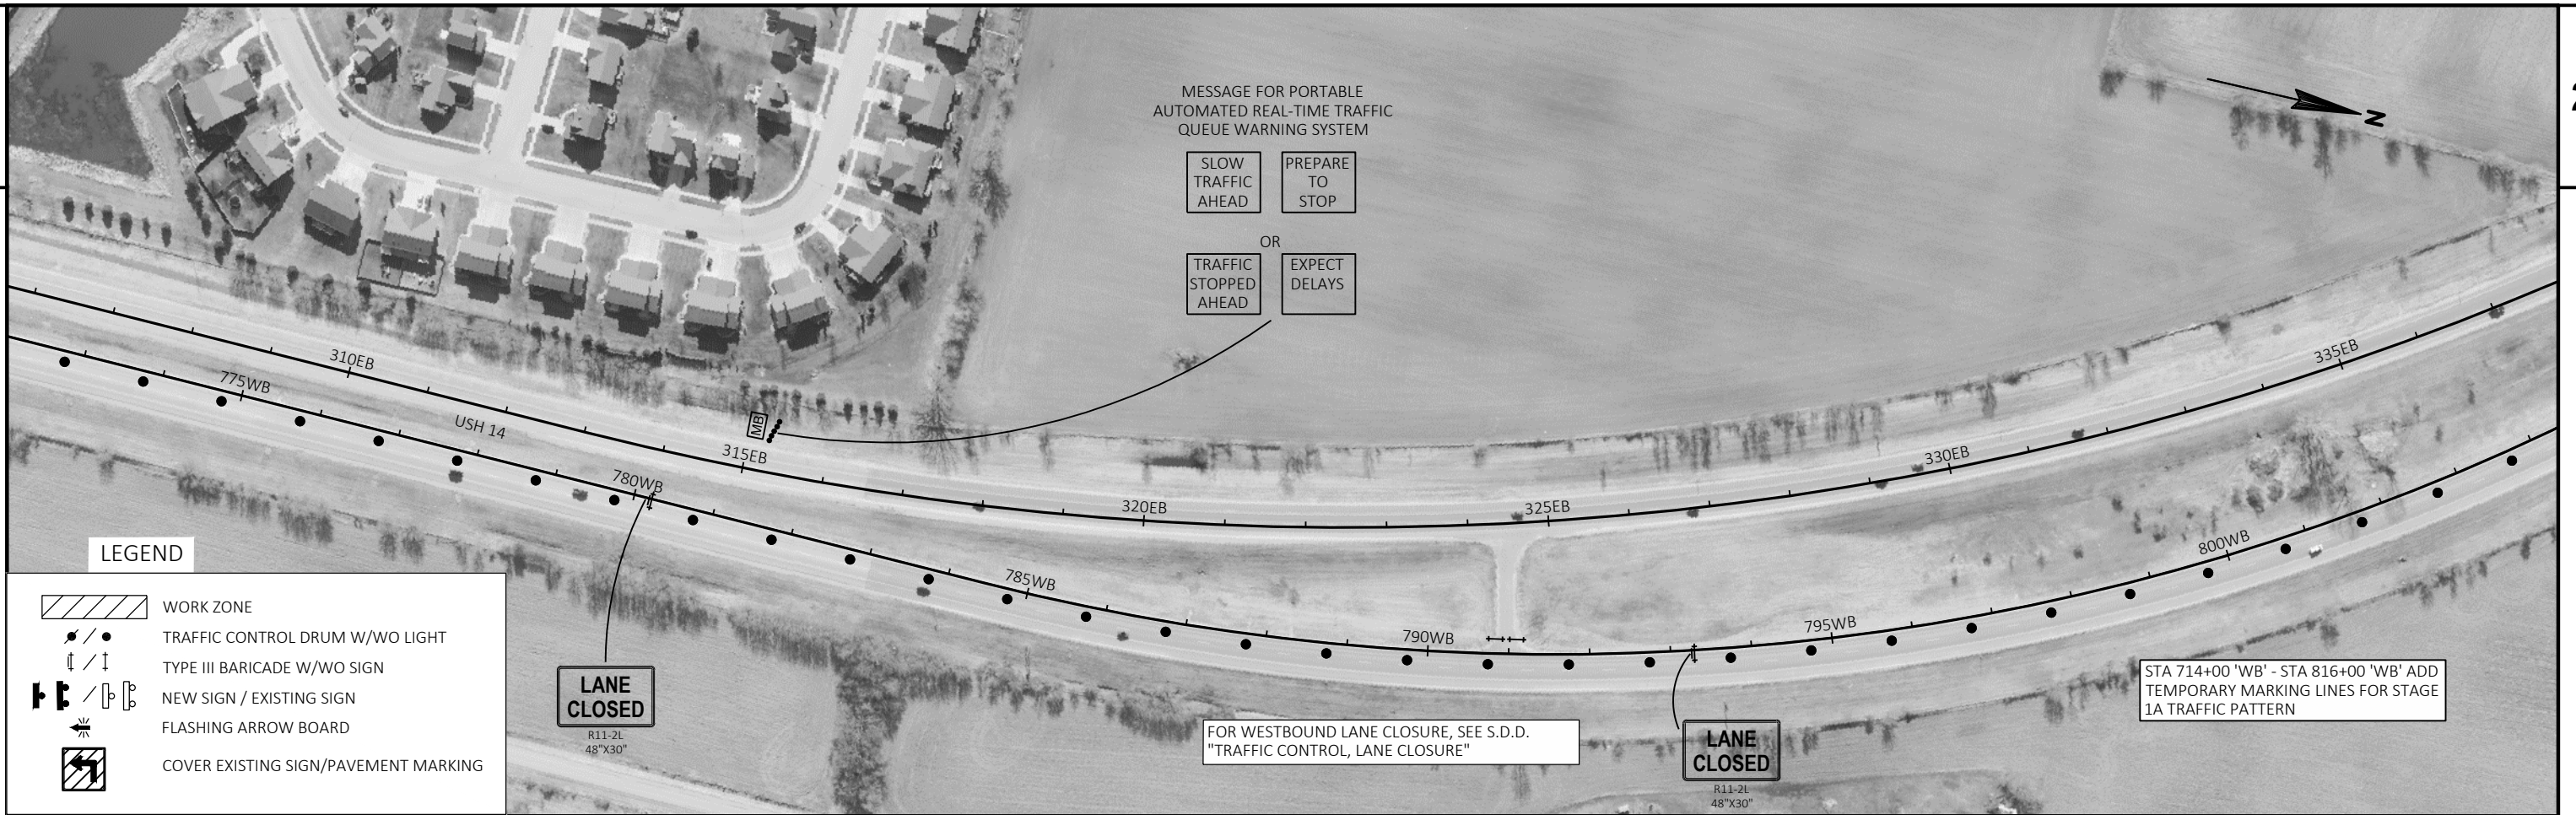 MESSAGE FOR PORTABLE
AUTOMATED REAL-TIME TRAFFIC
QUEUE WARNING SYSTEM
SLOW
TRAFFIC
AHEAD
PREPARE
TO
STOP
OR
TRAFFIC
STOPPED
AHEAD
EXPECT
DELAYS
N
310EB
315EB
320EB
325EB
330EB
335EB
MB
USH 14
775WB
780WB
785WB
790WB
795WB
800WB
LANE
CLOSED
R11-2L
48"X30"
FOR WESTBOUND LANE CLOSURE, SEE S.D.D.
"TRAFFIC CONTROL, LANE CLOSURE"
LANE
CLOSED
R11-2L
48"X30"
STA 714+00 'WB' - STA 816+00 'WB' ADD
TEMPORARY MARKING LINES FOR STAGE
1A TRAFFIC PATTERN
LEGEND
WORK ZONE
TRAFFIC CONTROL DRUM W/WO LIGHT
TYPE III BARICADE W/WO SIGN
NEW SIGN / EXISTING SIGN
FLASHING ARROW BOARD
COVER EXISTING SIGN/PAVEMENT MARKING